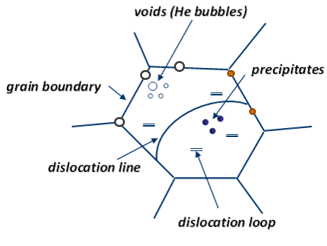 voids (He bubbles)
precipitates
grain boundary
dislocation line
dislocation loop